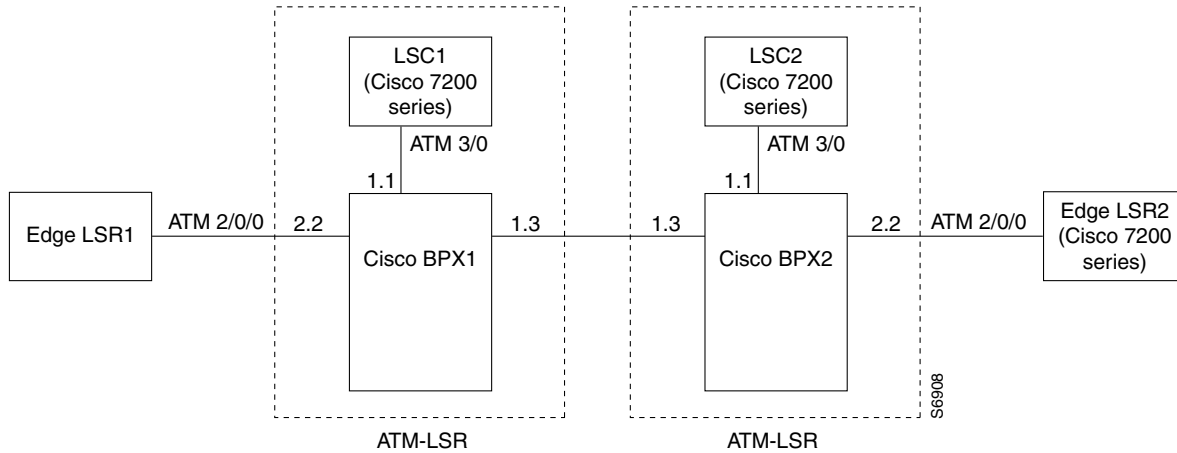 LSC1
(Cisco 7200
series)
LSC2
(Cisco 7200
series)
ATM 3/0
ATM 3/0
1.1
1.1
Edge LSR1
ATM 2/0/0
2.2
Cisco BPX1
1.3
1.3
Cisco BPX2
2.2
ATM 2/0/0
Edge LSR2
(Cisco 7200
series)
S6908
ATM-LSR
ATM-LSR